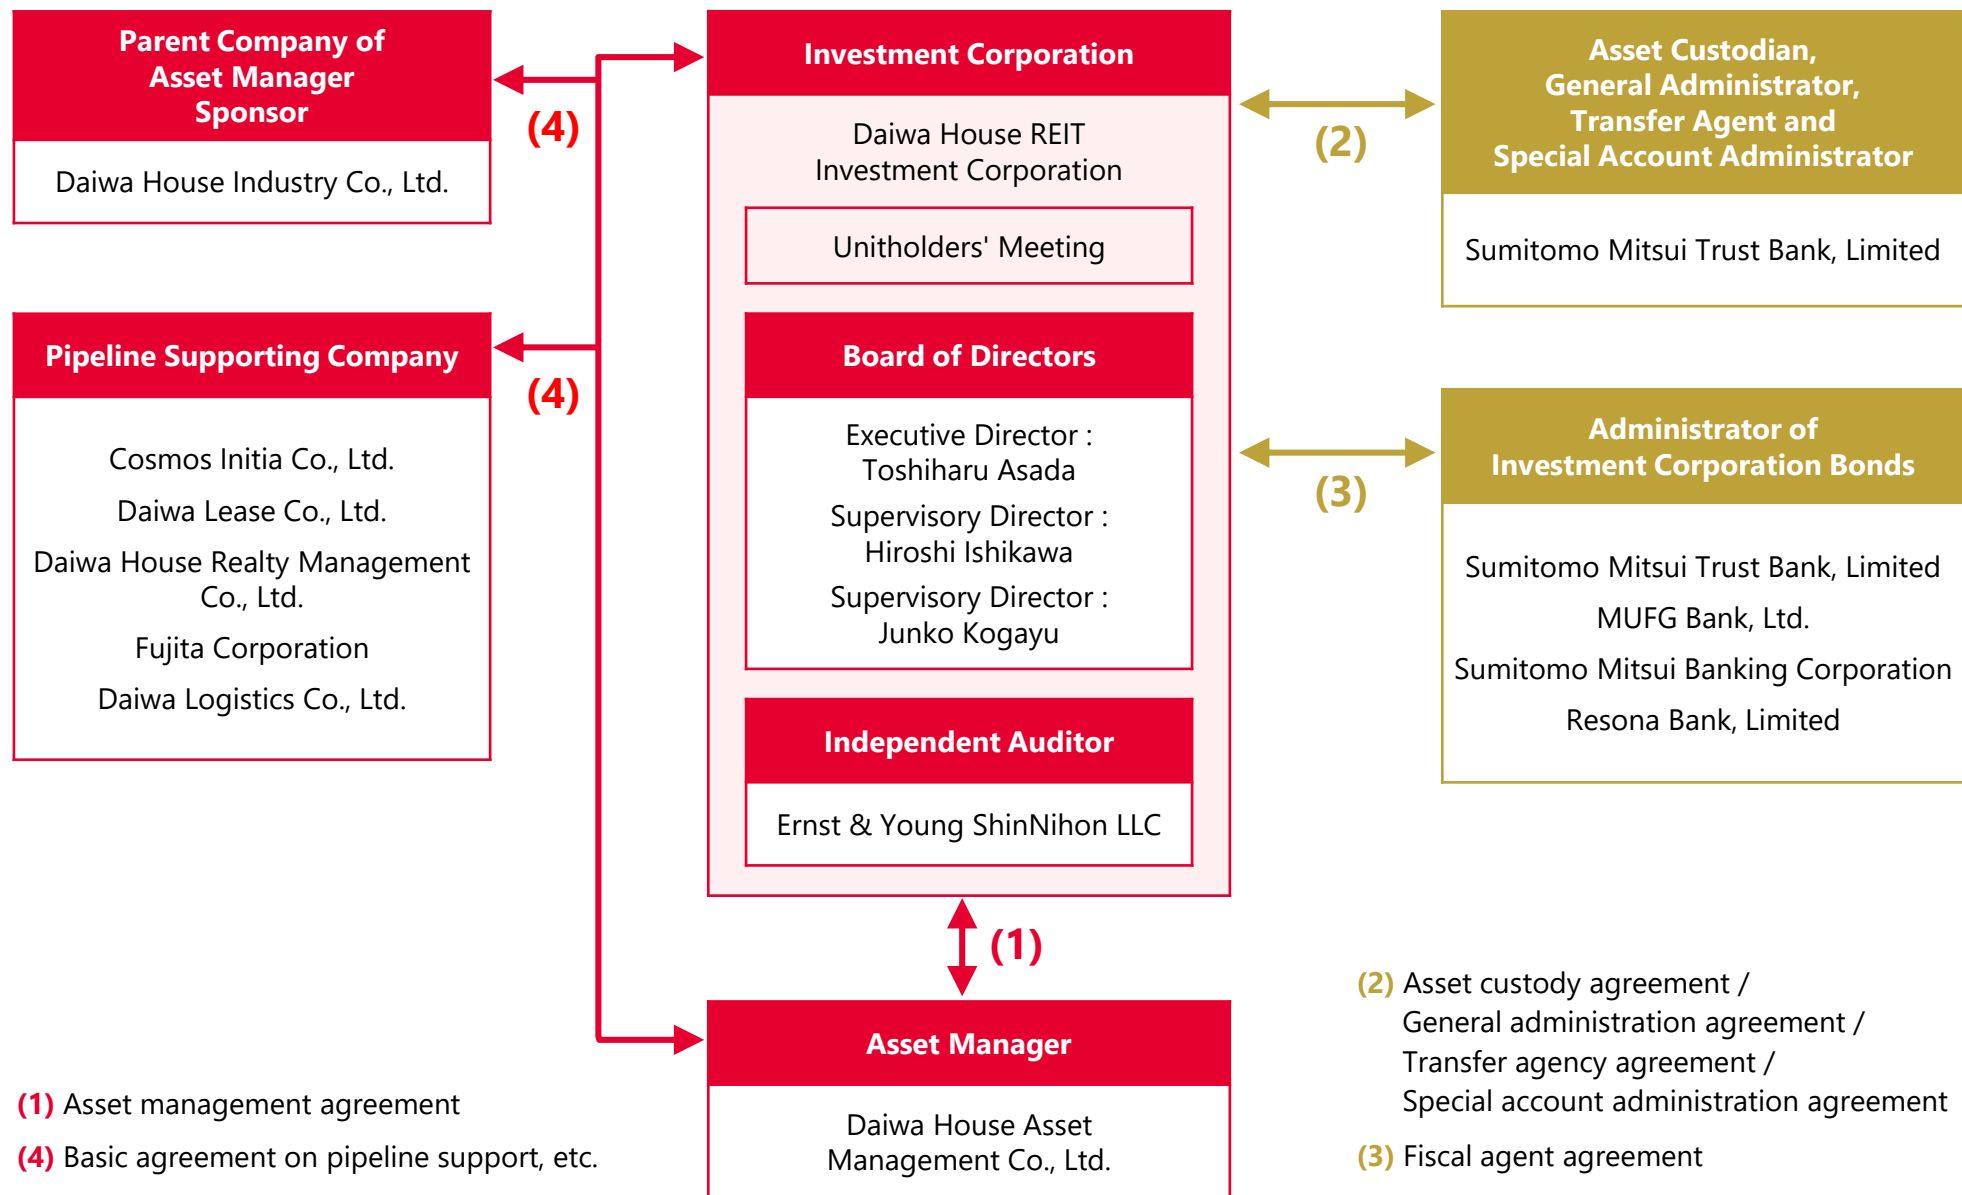 Parent Company of
Asset Manager
Sponsor
Daiwa House Industry Co., Ltd.
(4)
Pipeline Supporting Company
(4)
Cosmos Initia Co., Ltd.
Daiwa Lease Co., Ltd.
Daiwa House Realty Management
Co., Ltd.
Fujita Corporation
Daiwa Logistics Co., Ltd.
Investment Corporation
Daiwa House REIT
Investment Corporation
Unitholders' Meeting
Board of Directors
Executive Director :
Toshiharu Asada
Supervisory Director :
Hiroshi Ishikawa
Supervisory Director :
Junko Kogayu
Independent Auditor
Ernst & Young ShinNihon LLC
(1)
Asset Manager
Daiwa House Asset
Management Co., Ltd.
(2)
Asset Custodian,
General Administrator,
Transfer Agent and
Special Account Administrator
Sumitomo Mitsui Trust Bank, Limited
(3)
Administrator of
Investment Corporation Bonds
Sumitomo Mitsui Trust Bank, Limited
MUFG Bank, Ltd.
Sumitomo Mitsui Banking Corporation
Resona Bank, Limited
(1) Asset management agreement
(4) Basic agreement on pipeline support, etc.
(2) Asset custody agreement /
General administration agreement /
Transfer agency agreement /
Special account administration agreement
(3) Fiscal agent agreement